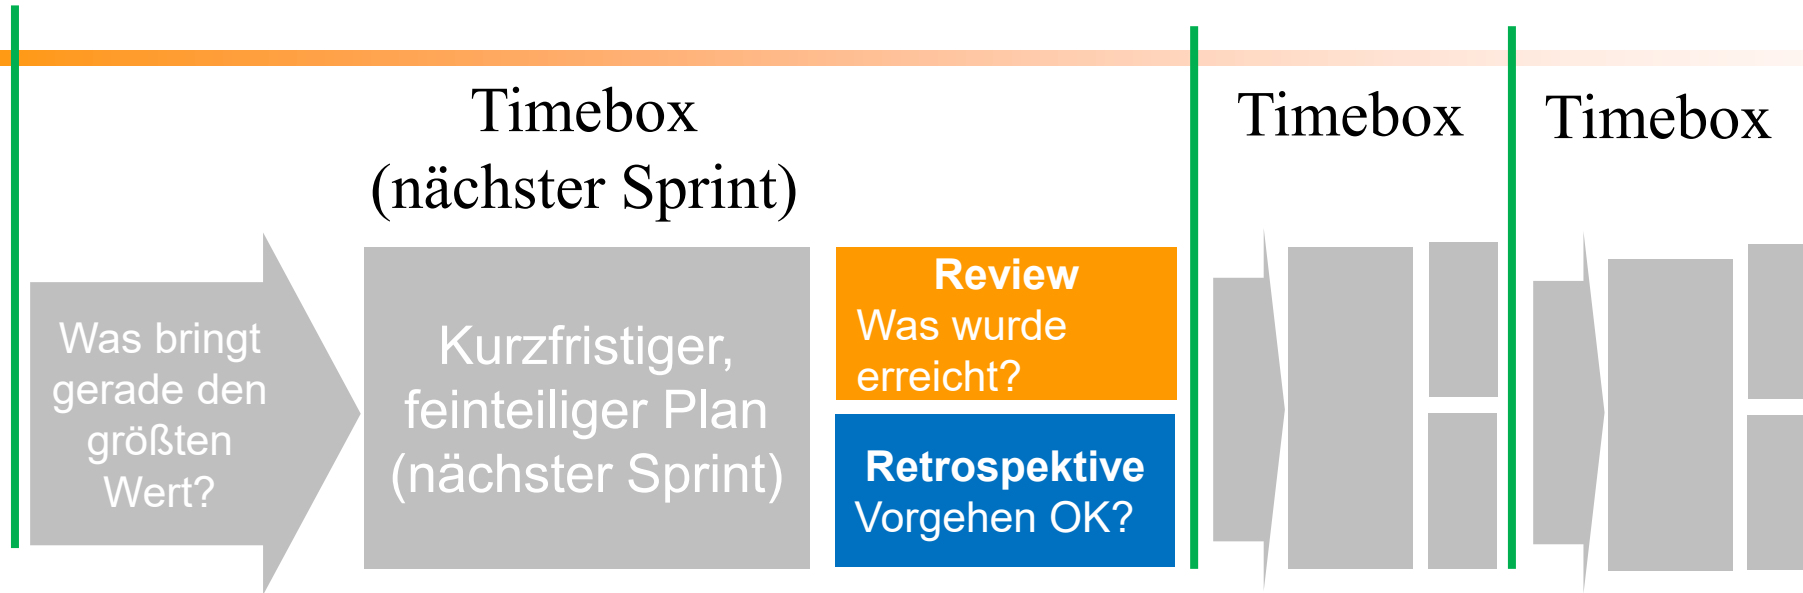 Timebox
(nächster Sprint)
Timebox
Timebox
Was bringt
gerade den
größten
Wert?
Kurzfristiger,
feinteiliger Plan
(nächster Sprint)
Review
Was wurde
erreicht?
Retrospektive
Vorgehen OK?